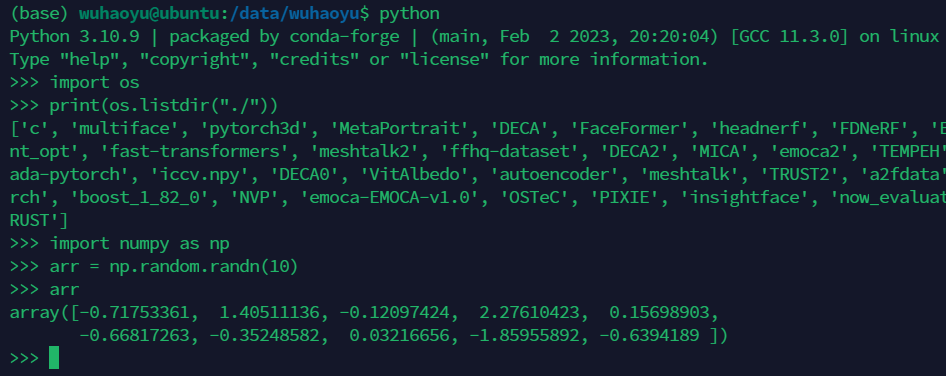 (base) wuhaoyu@ubuntu:/data/wuhaoyu$ python
Python 3.10.9 | packaged by conda-forge | (main, Feb  2 2023, 20:20:04) [GCC 11.3.0] on linux
Type "help", "copyright", "credits" or "license" for more information.
>>> import os
>>> print(os.listdir("./"))
['c', 'multiface', 'pytorch3d', 'MetaPortrait', 'DECA', 'FaceFormer', 'headnerf', 'FDNeRF', '
nt_opt', 'fast-transformers', 'meshtalk2', 'ffhq-dataset', 'DECA2', 'MICA', 'emoca2', 'TEMPEH'
ada-pytorch', 'iccv.npy', 'DECA0', 'VitAlbedo', 'autoencoder', 'meshtalk', 'TRUST2', 'a2fdata'
rch', 'boost_1_82_0', 'NVP', 'emoca-EMOCA-v1.0', 'OSTeC', 'PIXIE', 'insightface', 'now_evaluat
RUST']
>>> import numpy as np
>>> arr = np.random.randn(10)
>>> arr
array([-0.71753361,  1.40511136, -0.12097424,  2.27610423,  0.15698903,
       -0.66817263, -0.35248582,  0.03216656, -1.85955892, -0.6394189 ])
>>>